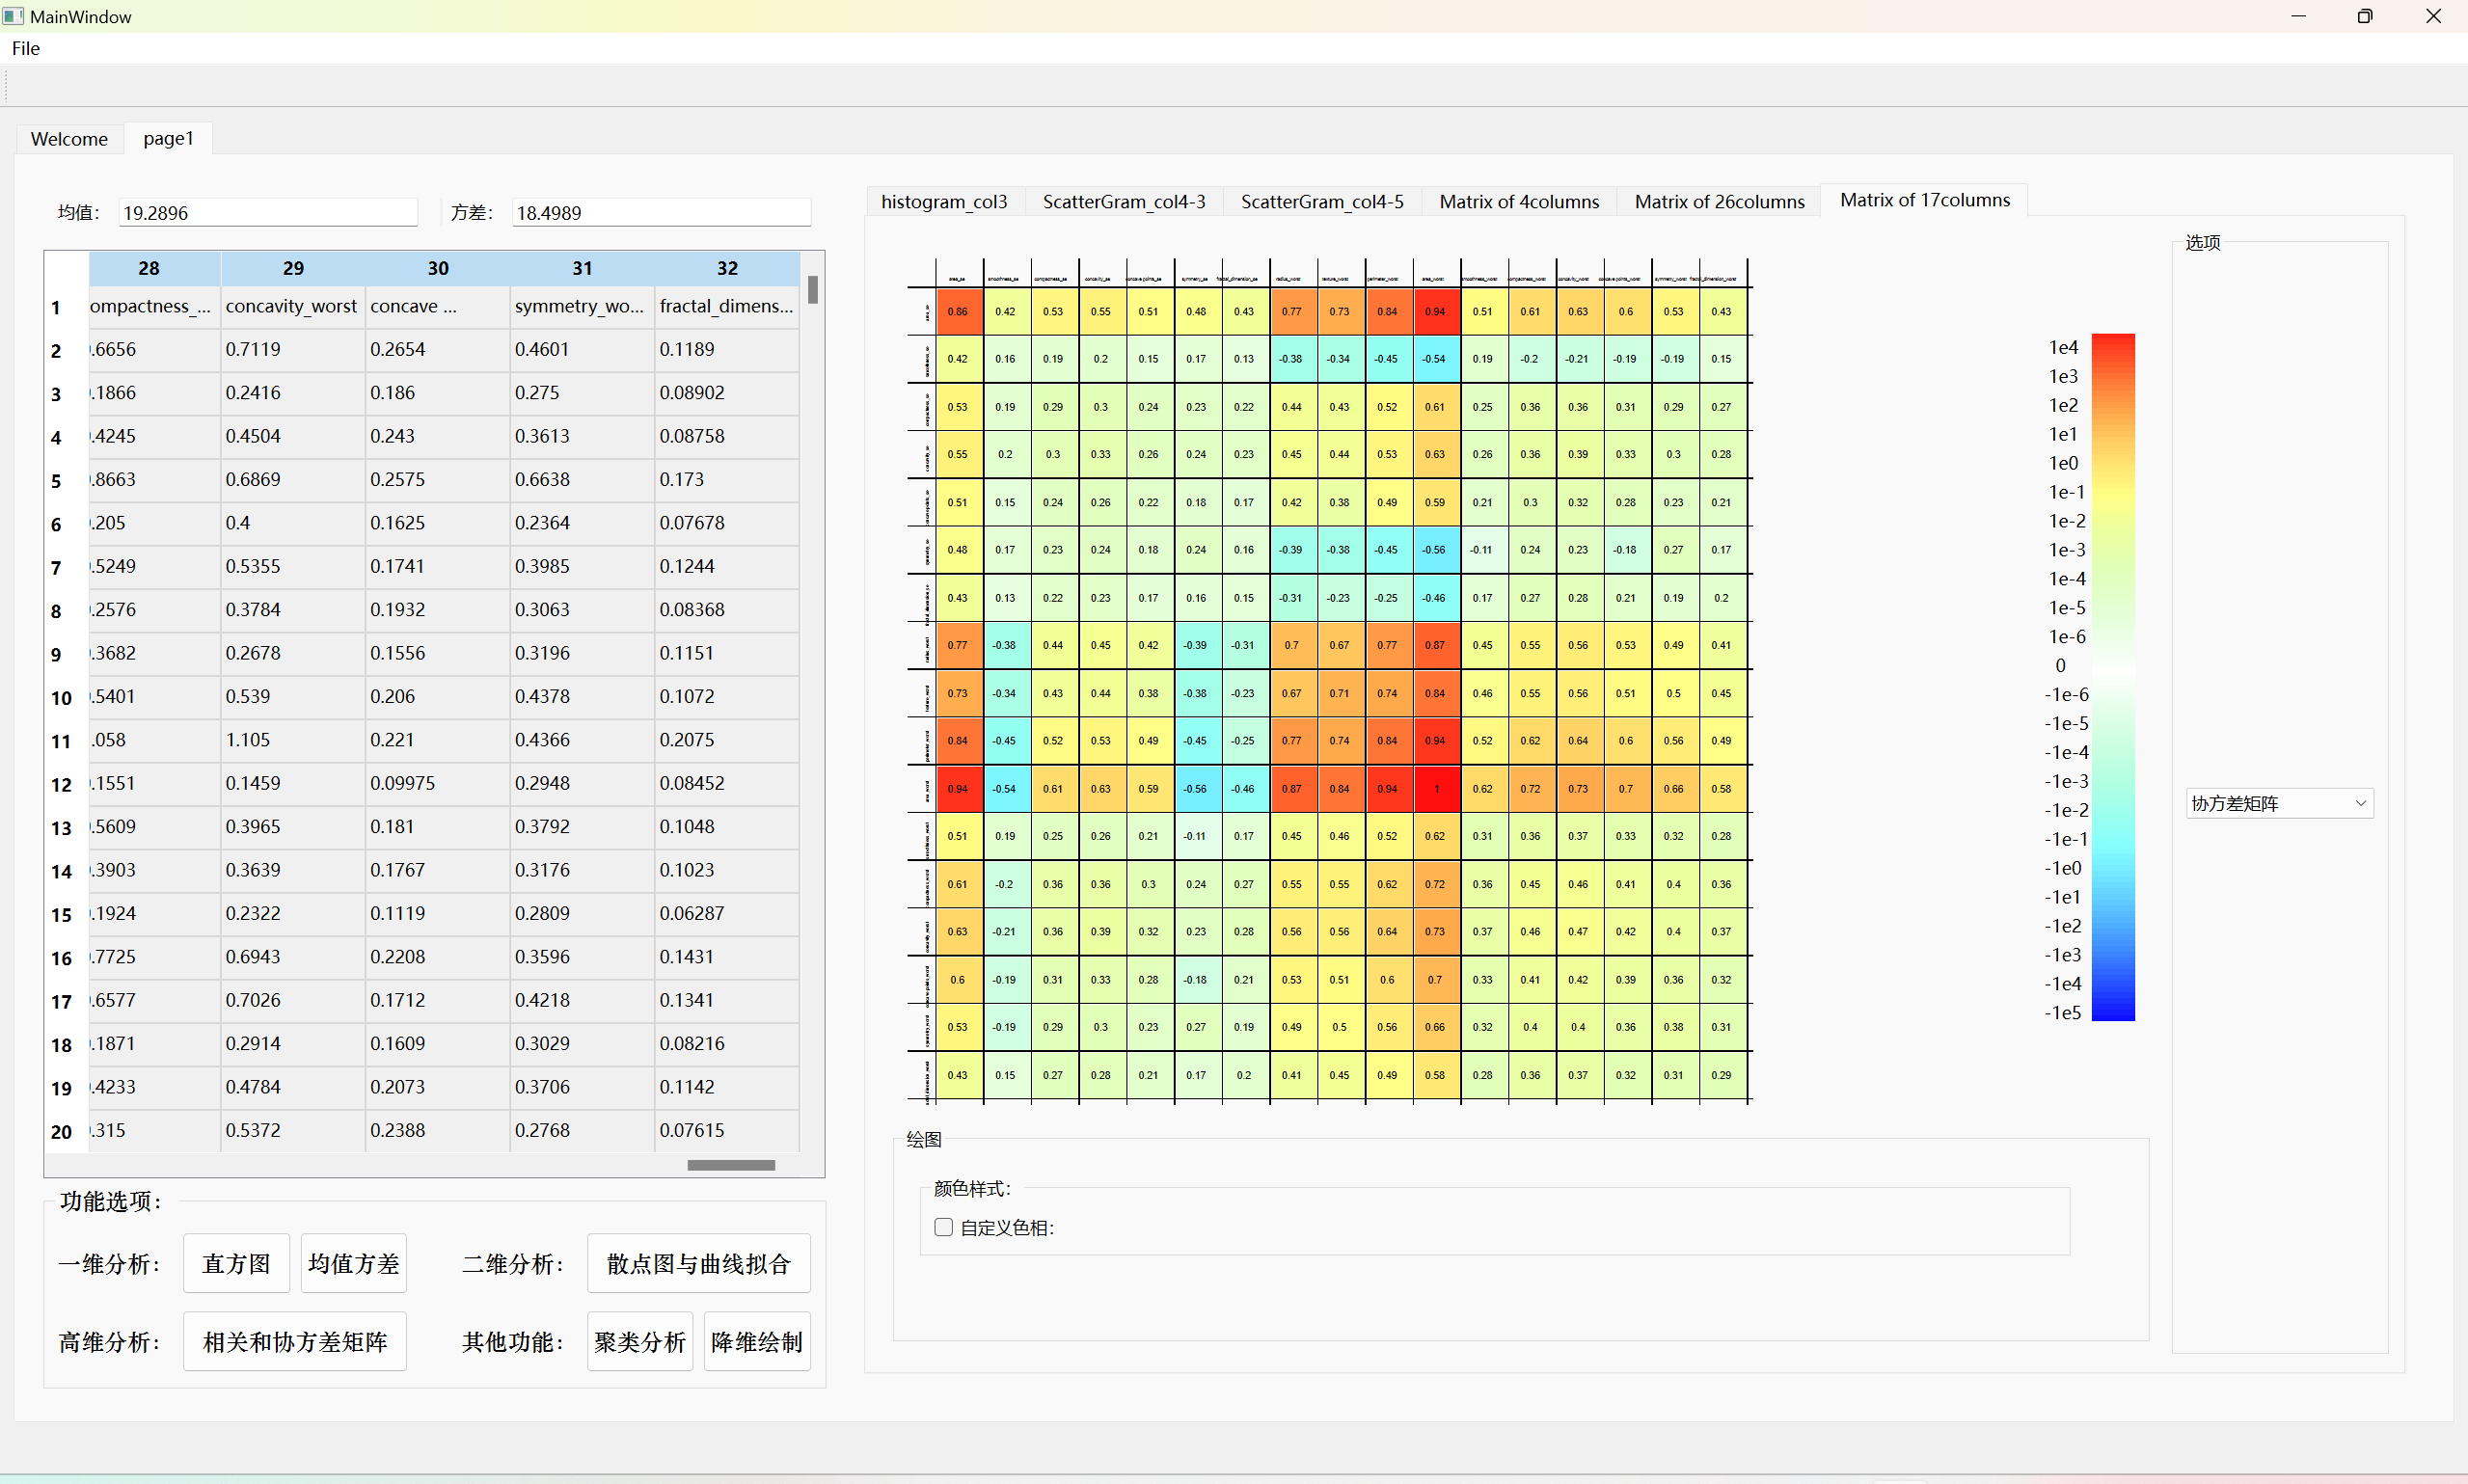 MainWindow
File
Welcome page1
均值： 19.2896 方差： 18.4989
28 29 30 31 32
1 ompactness_... concavity_worst concave ... symmetry_wo... fractal_dimens...
2 .6656 0.7119 0.2654 0.4601 0.1189
3 .1866 0.2416 0.186 0.275 0.08902
4 .4245 0.4504 0.243 0.3613 0.08758
5 .8663 0.6869 0.2575 0.6638 0.173
6 .205 0.4 0.1625 0.2364 0.07678
7 .5249 0.5355 0.1741 0.3985 0.1244
8 .2576 0.3784 0.1932 0.3063 0.08368
9 .3682 0.2678 0.1556 0.3196 0.1151
10 .5401 0.539 0.206 0.4378 0.1072
11 .058 1.105 0.221 0.4366 0.2075
12 .1551 0.1459 0.09975 0.2948 0.08452
13 .5609 0.3965 0.181 0.3792 0.1048
14 .3903 0.3639 0.1767 0.3176 0.1023
15 .1924 0.2322 0.1119 0.2809 0.06287
16 .7725 0.6943 0.2208 0.3596 0.1431
17 .6577 0.7026 0.1712 0.4218 0.1341
18 .1871 0.2914 0.1609 0.3029 0.08216
19 .4233 0.4784 0.2073 0.3706 0.1142
20 .315 0.5372 0.2388 0.2768 0.07615
功能选项：
一维分析： 直方图 均值方差 二维分析： 散点图与曲线拟合
高维分析： 相关和协方差矩阵 其他功能： 聚类分析 降维绘制
histogram_col3 ScatterGram_col4-3 ScatterGram_col4-5 Matrix of 4columns Matrix of 26columns Matrix of 17columns
area_se smoothness_se compactness_se concavity_se concave points_se symmetry_se fractal_dimension_se radius_worst texture_worst perimeter_worst area_worst smoothness_worst compactness_worst concavity_worst concave points_worst symmetry_worst fractal_dimension_worst
0.86 0.42 0.53 0.55 0.51 0.48 0.43 0.77 0.73 0.84 0.94 0.51 0.61 0.63 0.6 0.53 0.43
0.42 0.16 0.19 0.2 0.15 0.17 0.13 -0.38 -0.34 -0.45 -0.54 0.19 -0.2 -0.21 -0.19 -0.19 0.15
0.53 0.19 0.29 0.3 0.24 0.23 0.22 0.44 0.43 0.52 0.61 0.25 0.36 0.36 0.31 0.29 0.27
0.55 0.2 0.3 0.33 0.26 0.24 0.23 0.45 0.44 0.53 0.63 0.26 0.36 0.39 0.33 0.3 0.28
0.51 0.15 0.24 0.26 0.22 0.18 0.17 0.42 0.38 0.49 0.59 0.21 0.3 0.32 0.28 0.23 0.21
0.48 0.17 0.23 0.24 0.18 0.24 0.16 -0.39 -0.38 -0.45 -0.56 -0.11 0.24 0.23 -0.18 0.27 0.17
0.43 0.13 0.22 0.23 0.17 0.16 0.15 -0.31 -0.23 -0.25 -0.46 0.17 0.27 0.28 0.21 0.19 0.2
0.77 -0.38 0.44 0.45 0.42 -0.39 -0.31 0.7 0.67 0.77 0.87 0.45 0.55 0.56 0.53 0.49 0.41
0.73 -0.34 0.43 0.44 0.38 -0.38 -0.23 0.67 0.71 0.74 0.84 0.46 0.55 0.56 0.51 0.5 0.45
0.84 -0.45 0.52 0.53 0.49 -0.45 -0.25 0.77 0.74 0.84 0.94 0.52 0.62 0.64 0.6 0.56 0.49
0.94 -0.54 0.61 0.63 0.59 -0.56 -0.46 0.87 0.84 0.94 1 0.62 0.72 0.73 0.7 0.66 0.58
0.51 0.19 0.25 0.26 0.21 -0.11 0.17 0.45 0.46 0.52 0.62 0.31 0.36 0.37 0.33 0.32 0.28
0.61 -0.2 0.36 0.36 0.3 0.24 0.27 0.55 0.55 0.62 0.72 0.36 0.45 0.46 0.41 0.4 0.36
0.63 -0.21 0.36 0.39 0.32 0.23 0.28 0.56 0.56 0.64 0.73 0.37 0.46 0.47 0.42 0.4 0.37
0.6 -0.19 0.31 0.33 0.28 -0.18 0.21 0.53 0.51 0.6 0.7 0.33 0.41 0.42 0.39 0.36 0.32
0.53 -0.19 0.29 0.3 0.23 0.27 0.19 0.49 0.5 0.56 0.66 0.32 0.4 0.4 0.36 0.38 0.31
0.43 0.15 0.27 0.28 0.21 0.17 0.2 0.41 0.45 0.49 0.58 0.28 0.36 0.37 0.32 0.31 0.29
1e4
1e3
1e2
1e1
1e0
1e-1
1e-2
1e-3
1e-4
1e-5
1e-6
0
-1e-6
-1e-5
-1e-4
-1e-3
-1e-2
-1e-1
-1e0
-1e1
-1e2
-1e3
-1e4
-1e5
选项
协方差矩阵
绘图
颜色样式：
自定义色相：